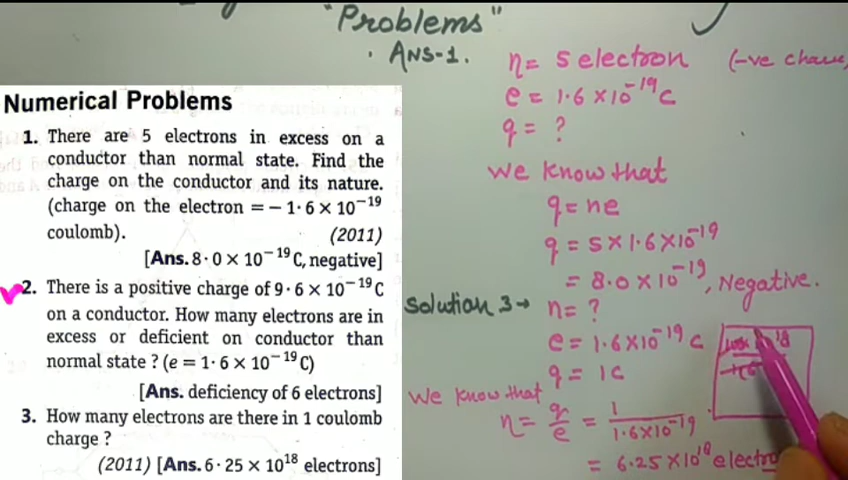 "Problems"
ANS-1.
n = 5 electron (-ve
e = 1.6 × 10⁻¹⁹ C
q = ?
We know that
q = ne
q = 5 × 1.6 × 10⁻¹⁹
= 8.0 × 10⁻¹⁹, Negative.
Solution 3 →
n = ?
e = 1.6 × 10⁻¹⁹ C
q = 1C
We know that
n = q/e = 1/1.6×10⁻¹⁹
= 6.25 × 10¹⁸ electro
Numerical Problems
1. There are 5 electrons in excess on a
conductor than normal state. Find the
charge on the conductor and its nature.
(charge on the electron = − 1·6 × 10⁻¹⁹
coulomb). (2011)
[Ans. 8·0 × 10⁻¹⁹ C, negative]
2. There is a positive charge of 9·6 × 10⁻¹⁹ C
on a conductor. How many electrons are in
excess or deficient on conductor than
normal state ? (e = 1·6 × 10⁻¹⁹ C)
[Ans. deficiency of 6 electrons]
3. How many electrons are there in 1 coulomb
charge ?
(2011) [Ans. 6·25 × 10¹⁸ electrons]